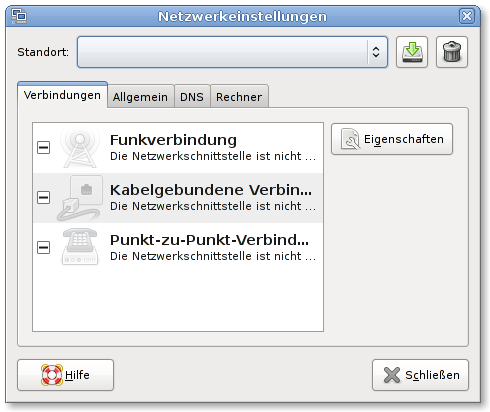 Netzwerkeinstellungen
Standort:
Verbindungen Allgemein DNS Rechner
Funkverbindung
Die Netzwerkschnittstelle ist nicht ...
Eigenschaften
Kabelgebundene Verbin...
Die Netzwerkschnittstelle ist nicht ...
Punkt-zu-Punkt-Verbind...
Die Netzwerkschnittstelle ist nicht ...
Hilfe Schließen